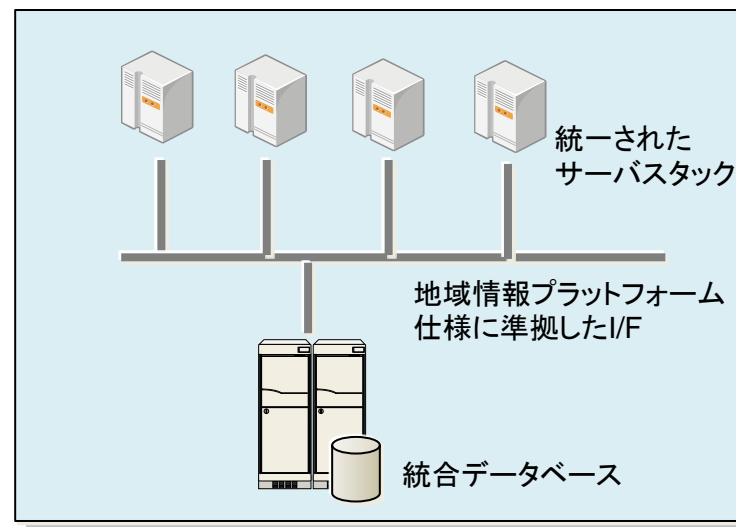 統一された
サーバスタック
地域情報プラットフォーム
仕様に準拠したI/F
統合データベース